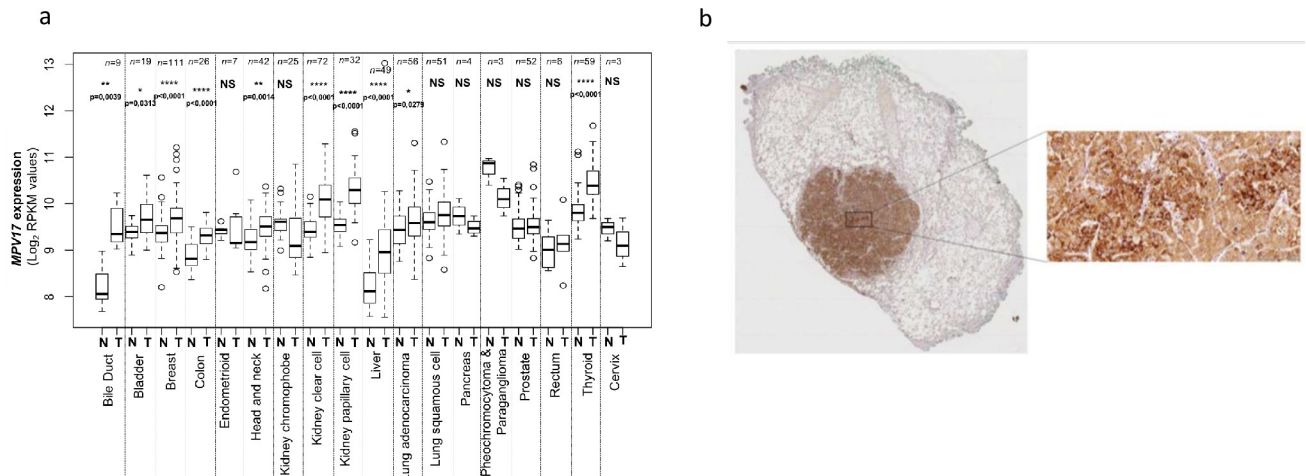 a
b
n=9 n=19 n=111 n=26 n=7 n=42 n=25 n=72 n=32 n=49 n=56 n=51 n=4 n=3 n=52 n=6 n=59 n=3
** * **** **** NS ** NS **** **** **** * NS NS NS NS NS **** NS
p=0,0039 p=0,0313 p<0,0001 p<0,0001 p=0,0014 p<0,0001 p<0,0001 p<0,0001 p=0,0279 p<0,0001
MPV17 expression
(Log2 RPKM values)
13
12
11
10
9
8
N T N T N T N T N T N T N T N T N T N T N T N T N T N T N T N T N T N T
Bile Duct
Bladder
Breast
Colon
Endometrioid
Head and neck
Kidney chromophobe
Kidney clear cell
Kidney papillary cell
Liver
Lung adenocarcinoma
Lung squamous cell
Pancreas
Pheochromocytoma &
Paraganglioma
Prostate
Rectum
Thyroid
Cervix